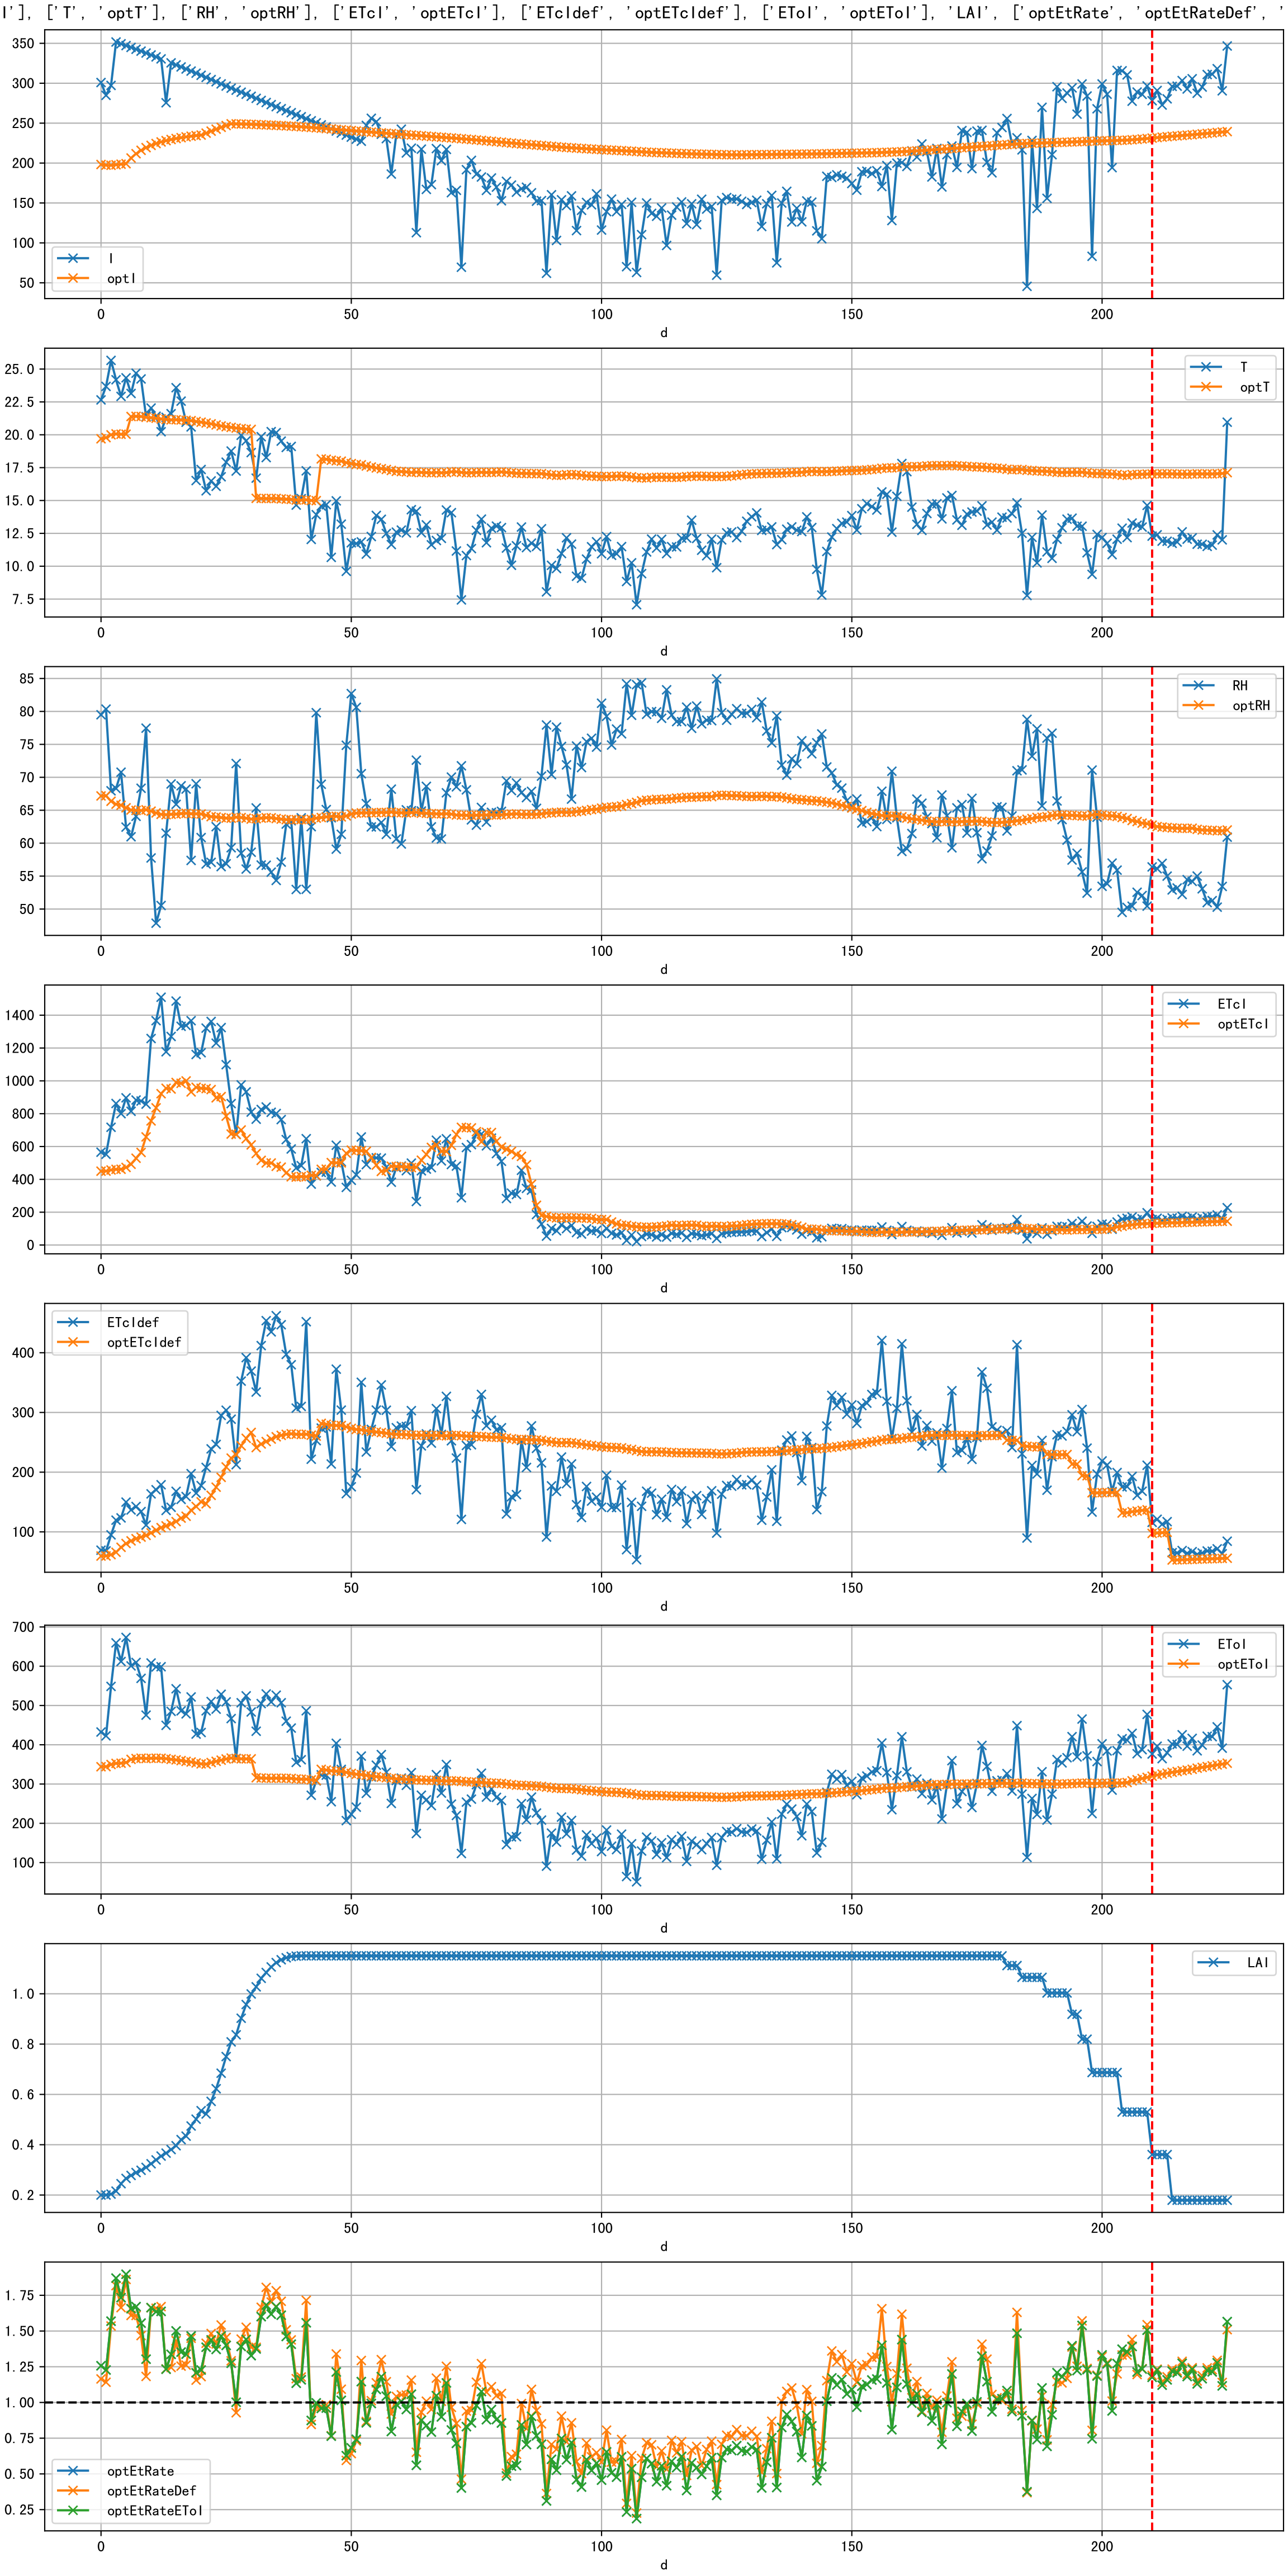 I'], ['T', 'optT'], ['RH', 'optRH'], ['ETcI', 'optETcI'], ['ETcIdef', 'optETcIdef'], ['EToI', 'optEToI'], 'LAI', ['optEtRate', 'optEtRateDef', '
350
300
250
200
150
100
50
I
optI
0 50 100 150 200
d
25.0
22.5
20.0
17.5
15.0
12.5
10.0
7.5
T
optT
0 50 100 150 200
d
85
80
75
70
65
60
55
50
RH
optRH
0 50 100 150 200
d
1400
1200
1000
800
600
400
200
0
ETcI
optETcI
0 50 100 150 200
d
400
300
200
100
ETcIdef
optETcIdef
0 50 100 150 200
d
700
600
500
400
300
200
100
EToI
optEToI
0 50 100 150 200
d
1.0
0.8
0.6
0.4
0.2
LAI
0 50 100 150 200
d
1.75
1.50
1.25
1.00
0.75
0.50
0.25
optEtRate
optEtRateDef
optEtRateEToI
0 50 100 150 200
d